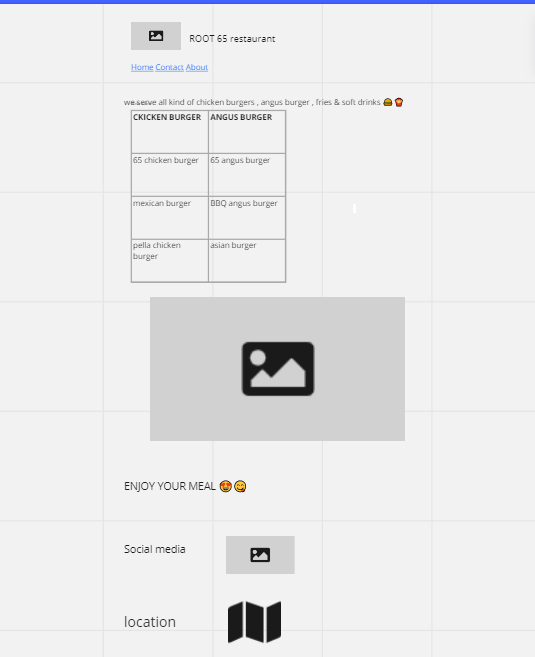 ROOT 65 restaurant
Home Contact About
we serve all kind of chicken burgers , angus burger , fries & soft drinks 🍔 🍟
CKICKEN BURGER ANGUS BURGER
65 chicken burger 65 angus burger
mexican burger BBQ angus burger
pella chicken asian burger
burger
ENJOY YOUR MEAL 😍 😋
Social media
location